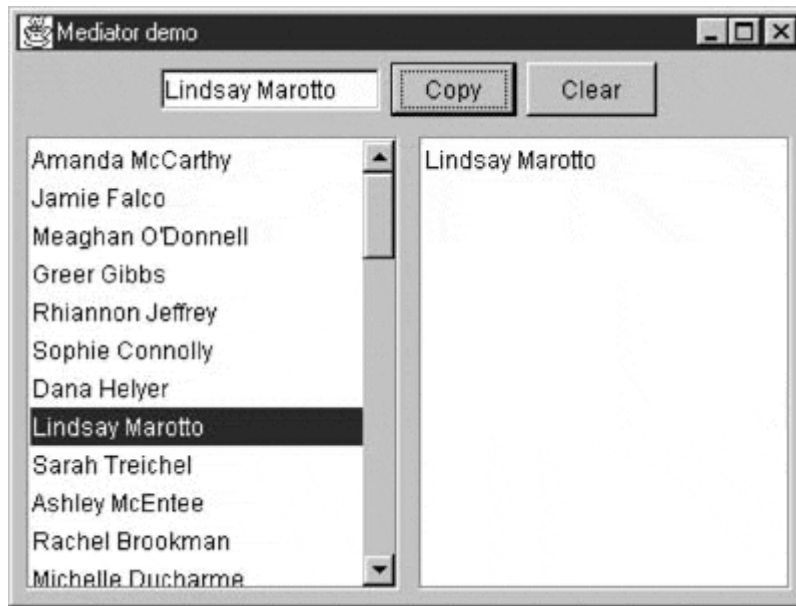 Mediator demo
Lindsay Marotto Copy Clear
Amanda McCarthy
Jamie Falco
Meaghan O'Donnell
Greer Gibbs
Rhiannon Jeffrey
Sophie Connolly
Dana Helyer
Lindsay Marotto
Sarah Treichel
Ashley McEntee
Rachel Brookman
Michelle Ducharme
Lindsay Marotto